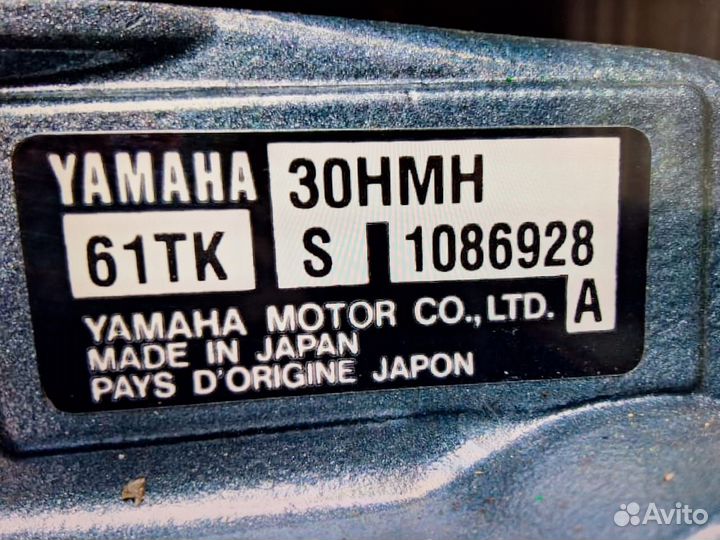 YAMAHA 30HMH
61TK S 1086928
YAMAHA MOTOR CO., LTD. A
MADE IN JAPAN
PAYS D'ORIGINE JAPON
Avito